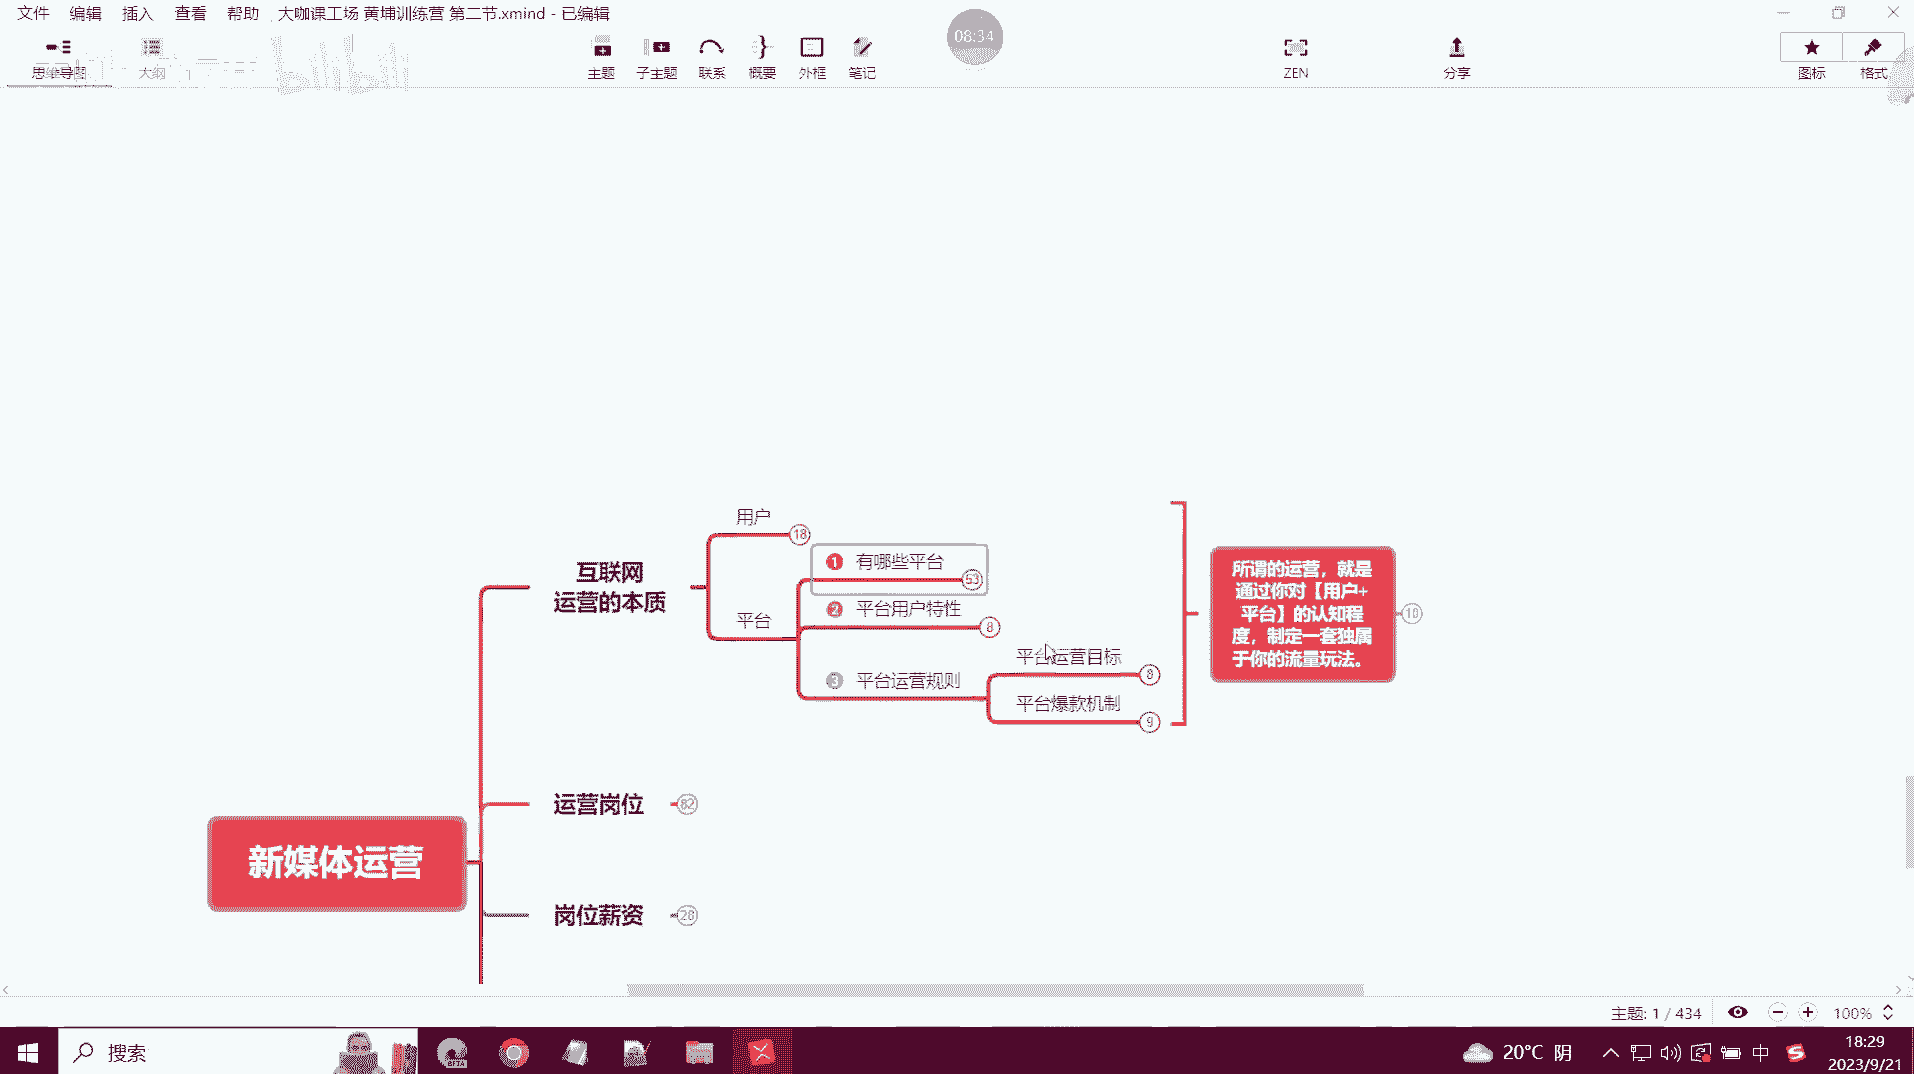 文件 编辑 插入 查看 帮助 大咖课工场 黄埔训练营 第二节.xmind - 已编辑
08:34
思维导图 大纲 主题 子主题 联系 概要 外框 笔记 ZEN 分享 图标 格式
bilibili
用户 18
1 有哪些平台 53
2 平台用户特性 8
平台
3 平台运营规则
平台运营目标 8
平台爆款机制 9
互联网
运营的本质
所谓的运营，就是
通过你对【用户+
平台】的认知程
度，制定一套独属
于你的流量玩法。
10
运营岗位 82
新媒体运营
岗位薪资 28
主题: 1 / 434 100%
搜索
BETA
20°C 阴 中
18:29
2023/9/21